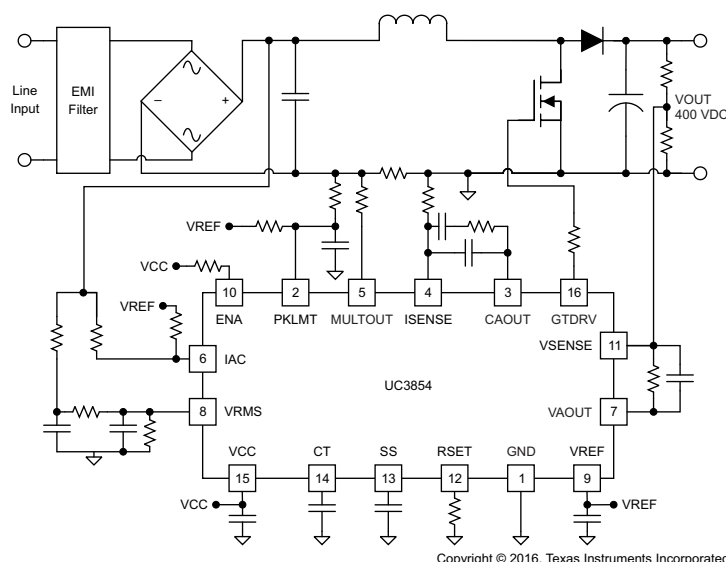 Line
Input
EMI
Filter
–
+
VOUT
400 VDC
VREF
VCC
VREF
10
2
5
4
3
16
ENA
PKLMT
MULTOUT
ISENSE
CAOUT
GTDRV
VSENSE
11
6
IAC
UC3854
8
VRMS
VAOUT
7
VCC
CT
SS
RSET
GND
VREF
15
14
13
12
1
9
VCC
VREF
Copyright © 2016, Texas Instruments Incorporated